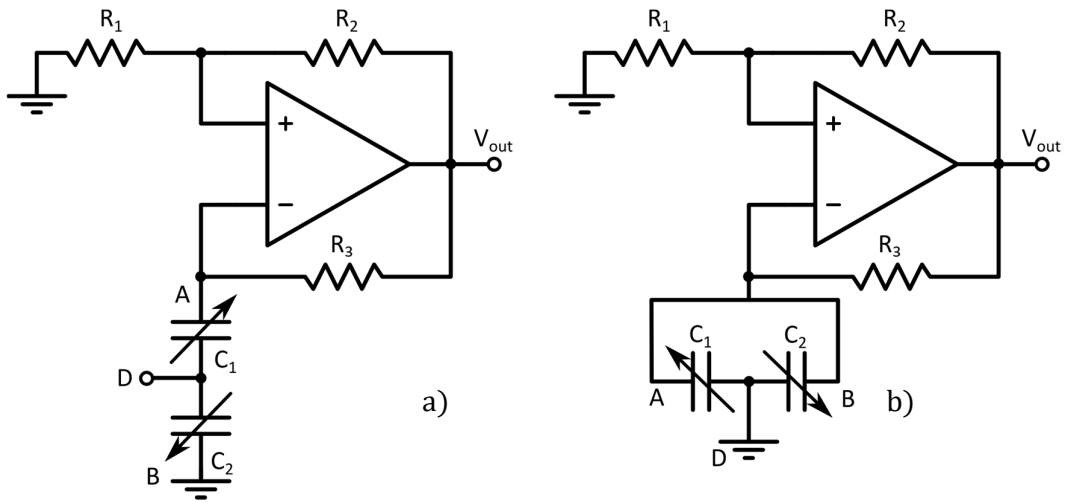 R1
R2
+
Vout
−
R3
A
C1
D
a)
B
C2
R1
R2
+
Vout
−
R3
C1
C2
A
B
b)
D